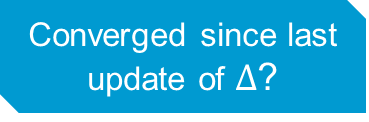 Converged since last
update of Δ?